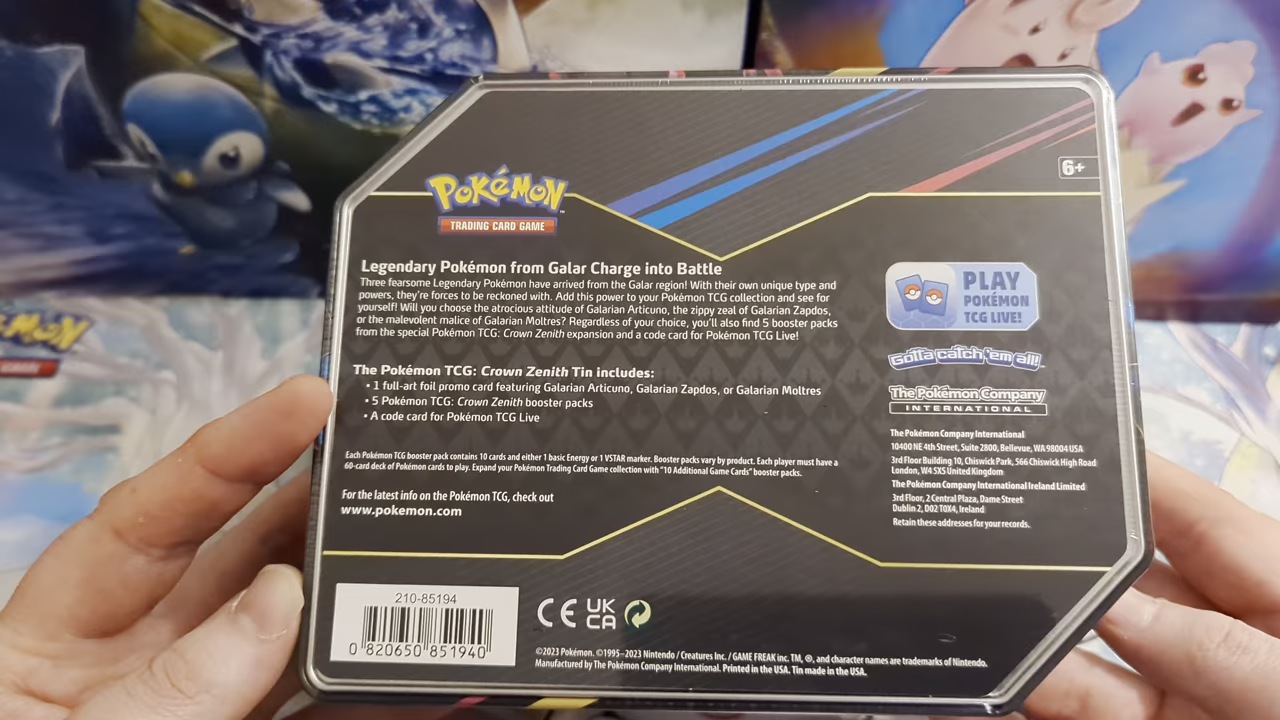 6+
POKéMON
TRADING CARD GAME
Legendary Pokémon from Galar Charge into Battle
Three fearsome Legendary Pokémon have arrived from the Galar region! With their own unique type and
powers, they're forces to be reckoned with. Add this power to your Pokémon TCG collection and see for
yourself! Will you choose the atrocious attitude of Galarian Articuno, the zippy zeal of Galarian Zapdos,
or the malevolent malice of Galarian Moltres? Regardless of your choice, you'll also find 5 booster packs
from the special Pokémon TCG: Crown Zenith expansion and a code card for Pokémon TCG Live!
The Pokémon TCG: Crown Zenith Tin includes:
• 1 full-art foil promo card featuring Galarian Articuno, Galarian Zapdos, or Galarian Moltres
• 5 Pokémon TCG: Crown Zenith booster packs
• A code card for Pokémon TCG Live
Each Pokémon TCG booster pack contains 10 cards and either 1 basic Energy or 1 VSTAR marker. Booster packs vary by product. Each player must have a
60-card deck of Pokémon cards to play. Expand your Pokémon Trading Card Game collection with "10 Additional Game Cards" booster packs.
For the latest info on the Pokémon TCG, check out
www.pokemon.com
PLAY
POKÉMON
TCG LIVE!
Gotta catch 'em all!
The Pokémon Company
INTERNATIONAL
The Pokémon Company International
10400 NE 4th Street, Suite 2800, Bellevue, WA 98004 USA
3rd Floor Building 10, Chiswick Park, 566 Chiswick High Road
London, W4 5XS United Kingdom
The Pokémon Company International Ireland Limited
3rd Floor, 2 Central Plaza, Dame Street
Dublin 2, D02 T0X4, Ireland
Retain these addresses for your records.
210-85194
0 820650 851940
CE UK
CA
©2023 Pokémon. ©1995–2023 Nintendo / Creatures Inc. / GAME FREAK inc. TM, ®, and character names are trademarks of Nintendo.
Manufactured by The Pokémon Company International. Printed in the USA. Tin made in the USA.